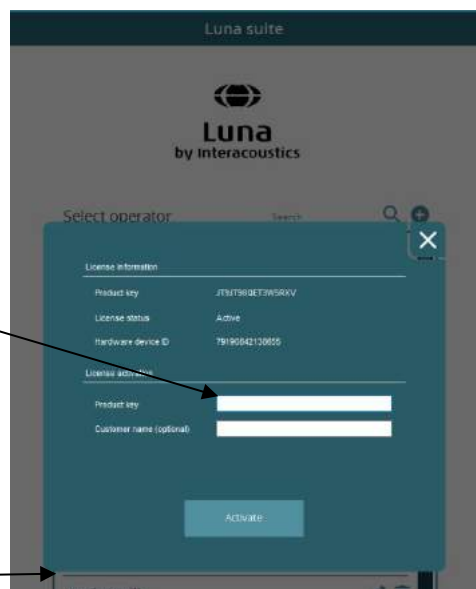 Luna suite
Luna
by Interacoustics
Select operator Search
License information
Product key
License status Active
Hardware device ID 79190842130655
License activation
Product key
Customer name (optional)
Activate